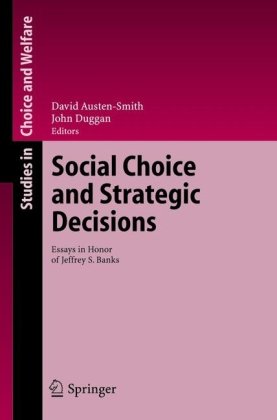 Studies in Choice and Welfare
David Austen-Smith
John Duggan
Editors
Social Choice
and Strategic
Decisions
Essays in Honor
of Jeffrey S. Banks
Springer